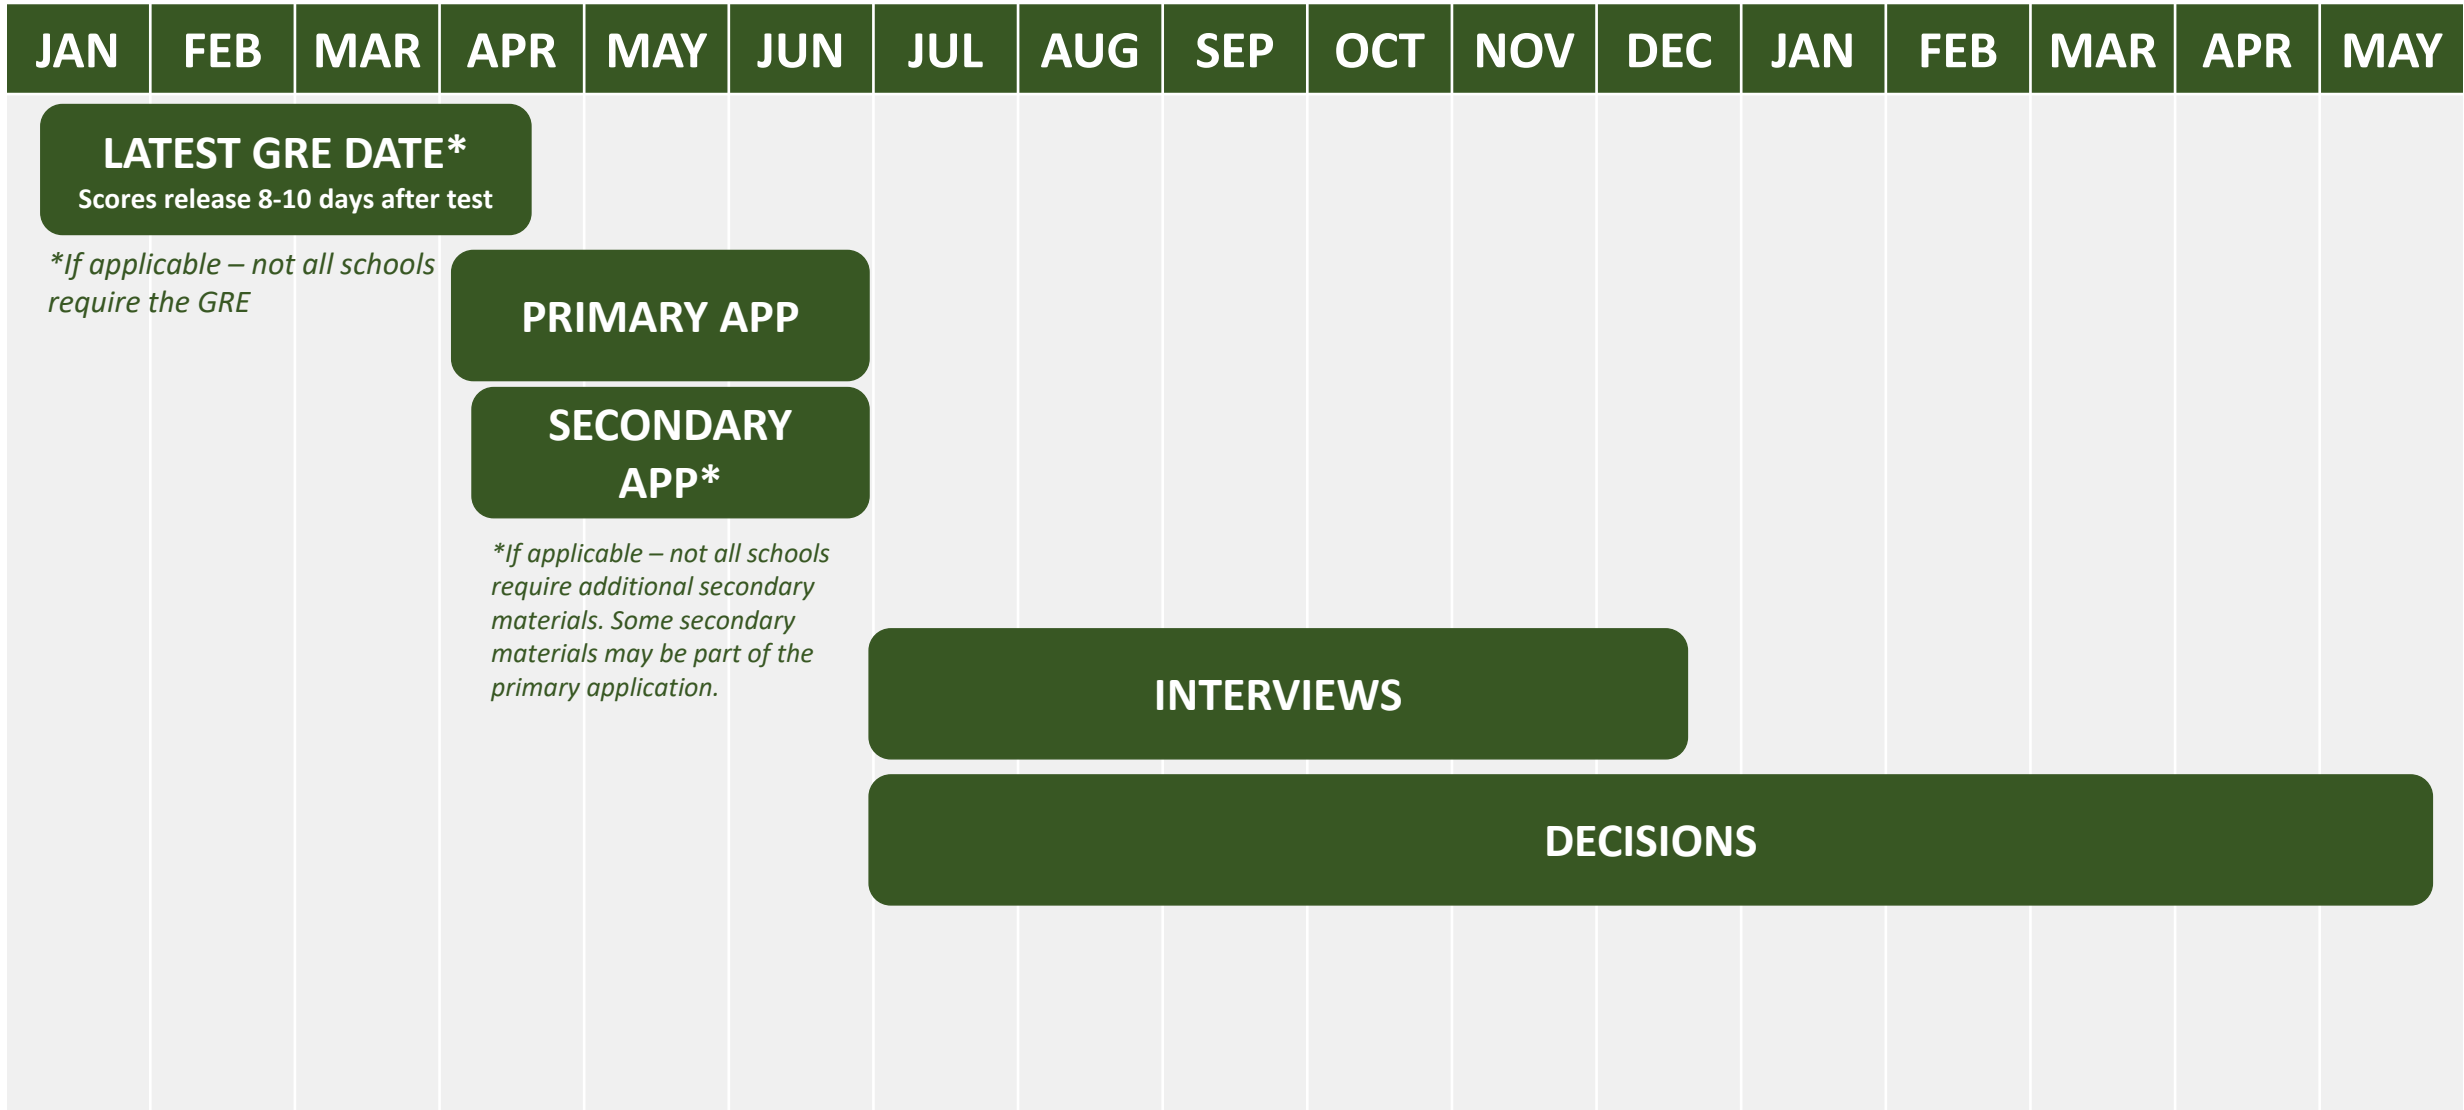 JAN FEB MAR APR MAY JUN JUL AUG SEP OCT NOV DEC JAN FEB MAR APR MAY
LATEST GRE DATE*
Scores release 8-10 days after test
*If applicable – not all schools
require the GRE
PRIMARY APP
SECONDARY
APP*
*If applicable – not all schools
require additional secondary
materials. Some secondary
materials may be part of the
primary application.
INTERVIEWS
DECISIONS